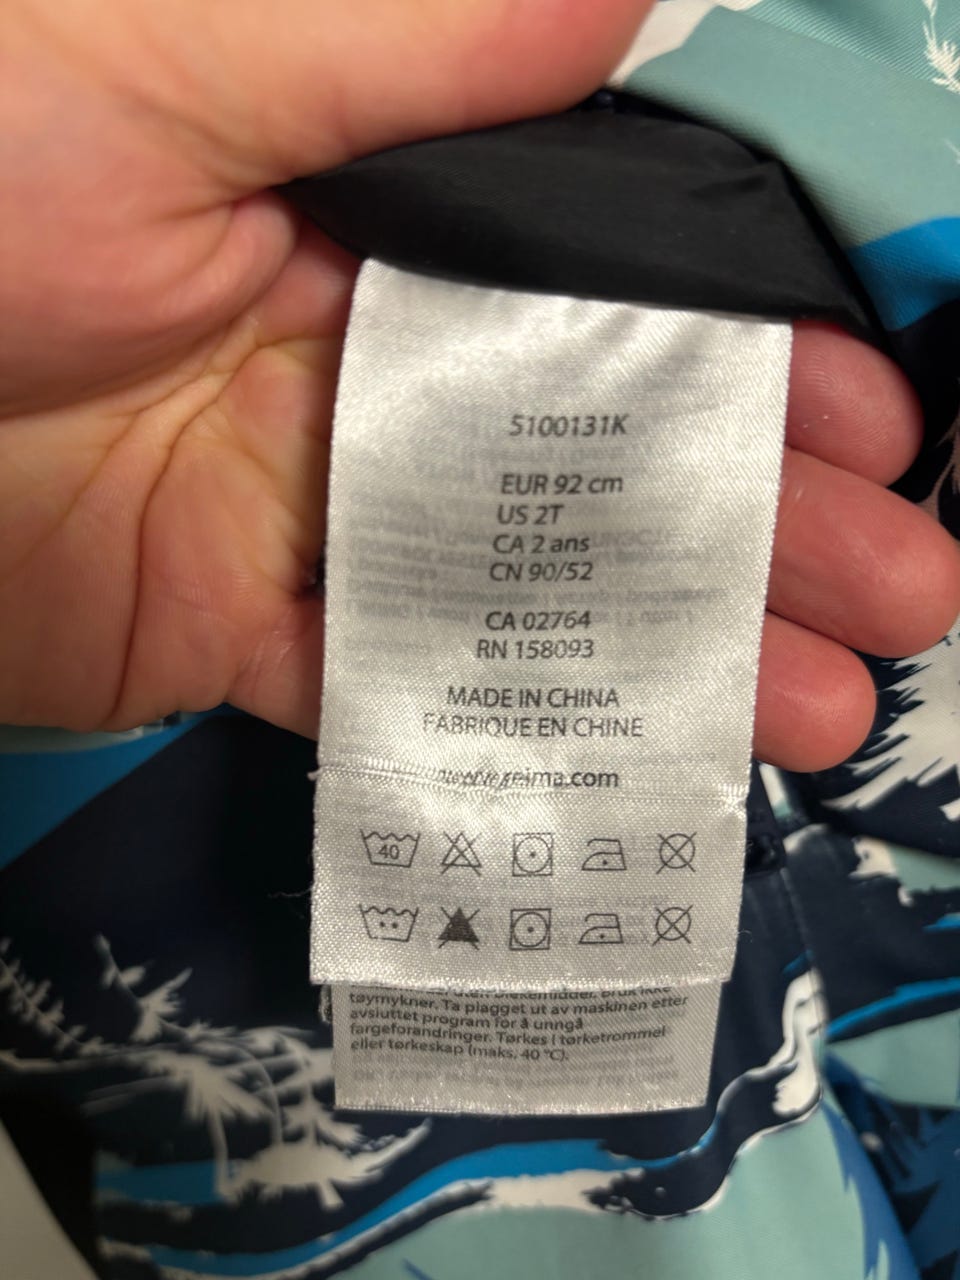 5100131K
EUR 92 cm
US 2T
CA 2 ans
CN 90/52
CA 02764
RN 158093
MADE IN CHINA
FABRIQUE EN CHINE
40
tøymykner. Ta plagget ut av maskinen etter
avsluttet program for å unngå
fargeforandringer. Tørkes i tørketrommel
eller tørkeskap (maks. 40 °C).